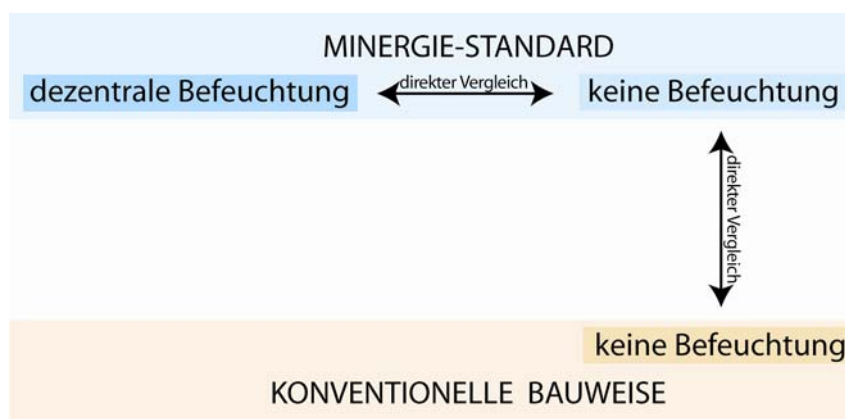 MINERGIE-STANDARD
dezentrale Befeuchtung
direkter Vergleich
keine Befeuchtung
direkter Vergleich
keine Befeuchtung
KONVENTIONELLE BAUWEISE